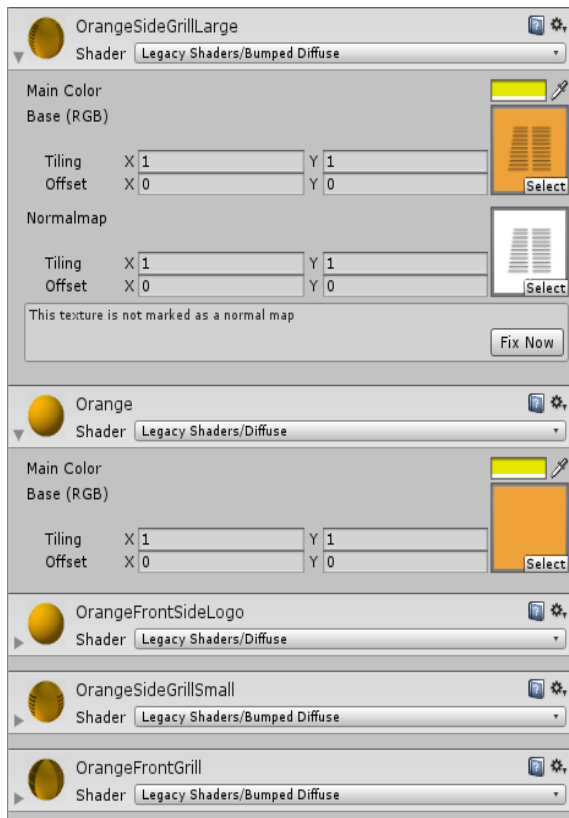 OrangeSideGrillLarge
Shader Legacy Shaders/Bumped Diffuse
Main Color
Base (RGB)
Tiling X 1 Y 1
Offset X 0 Y 0
Select
Normalmap
Tiling X 1 Y 1
Offset X 0 Y 0
Select
This texture is not marked as a normal map
Fix Now
Orange
Shader Legacy Shaders/Diffuse
Main Color
Base (RGB)
Tiling X 1 Y 1
Offset X 0 Y 0
Select
OrangeFrontSideLogo
Shader Legacy Shaders/Diffuse
OrangeSideGrillSmall
Shader Legacy Shaders/Bumped Diffuse
OrangeFrontGrill
Shader Legacy Shaders/Bumped Diffuse